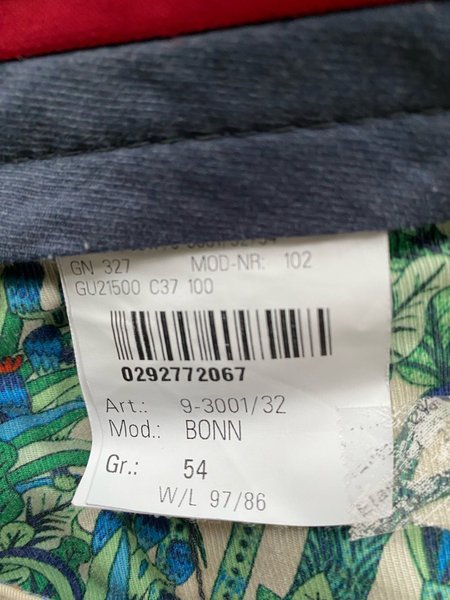 GN 327 MOD-NR: 102
GU21500 C37 100
0292772067
Art.: 9-3001/32
Mod.: BONN
Gr.: 54
W/L 97/86